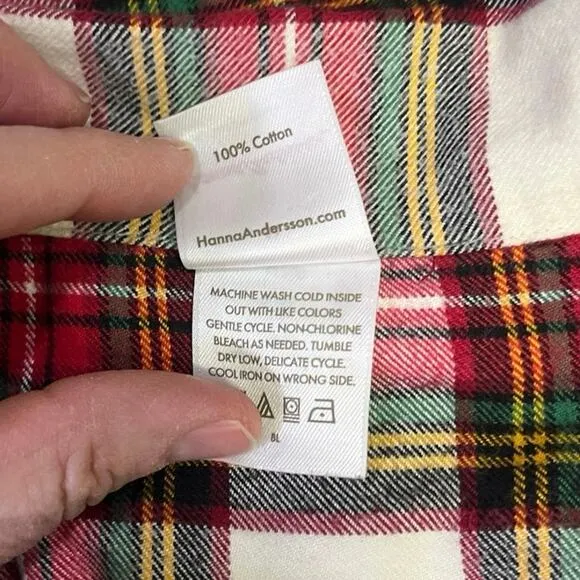 100% Cotton
HannaAndersson.com
MACHINE WASH COLD INSIDE
OUT WITH LIKE COLORS
GENTLE CYCLE. NON-CHLORINE
BLEACH AS NEEDED. TUMBLE
DRY LOW, DELICATE CYCLE.
COOL IRON ON WRONG SIDE.
BL